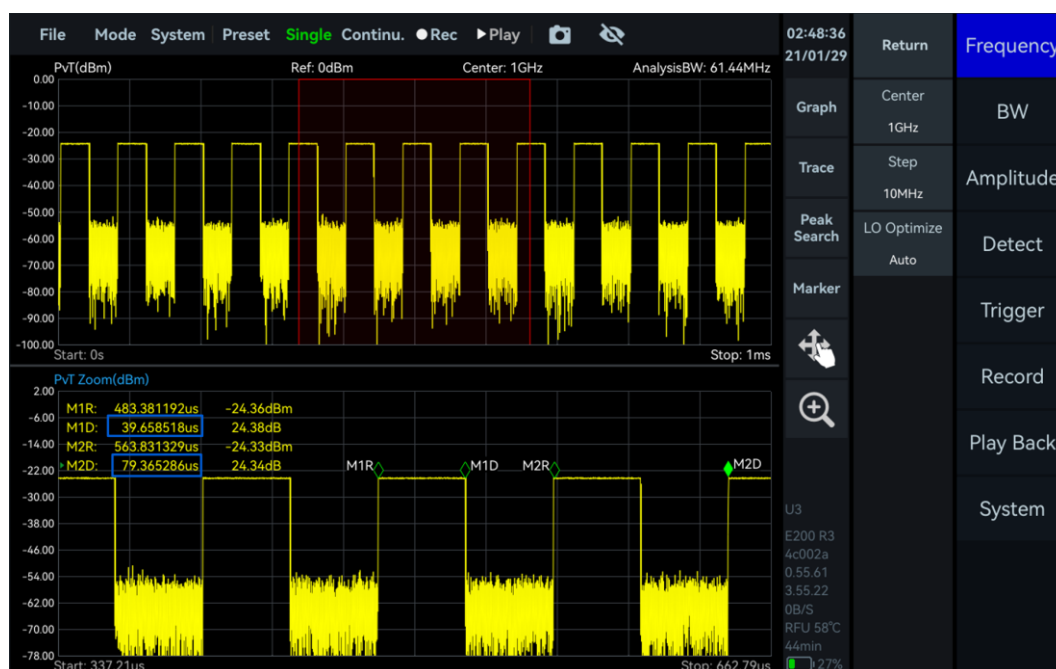 File Mode System Preset Single Continu. Rec Play
02:48:36
21/01/29
Return
Frequency
PvT(dBm) Ref: 0dBm Center: 1GHz AnalysisBW: 61.44MHz
0.00
-10.00
-20.00
-30.00
-40.00
-50.00
-60.00
-70.00
-80.00
-90.00
-100.00
Start: 0s Stop: 1ms
PvT Zoom(dBm)
2.00
-6.00
-14.00
-22.00
-30.00
-38.00
-46.00
-54.00
-62.00
-70.00
-78.00
M1R: 483.381192us -24.36dBm
M1D: 39.658518us 24.38dB
M2R: 563.831329us -24.33dBm
M2D: 79.365286us 24.34dB
M1R M1D M2R M2D
Start: 337.21us Stop: 662.79us
Graph
Trace
Peak
Search
Marker
U3
E200 R3
4c002a
0.55.61
3.55.22
0B/S
RFU 58°C
44min
27%
Center
1GHz
Step
10MHz
LO Optimize
Auto
BW
Amplitude
Detect
Trigger
Record
Play Back
System